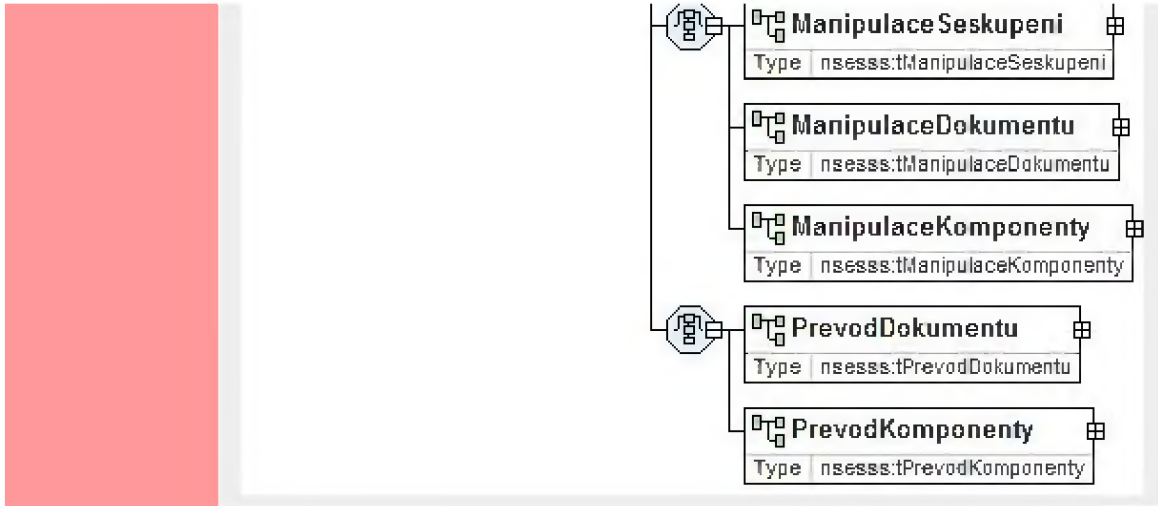 ManipulaceSeskupeni
Type nsesss:tManipulaceSeskupeni
ManipulaceDokumentu
Type nsesss:tManipulaceDokumentu
ManipulaceKomponenty
Type nsesss:tManipulaceKomponenty
PrevodDokumentu
Type nsesss:tPrevodDokumentu
PrevodKomponenty
Type nsesss:tPrevodKomponenty